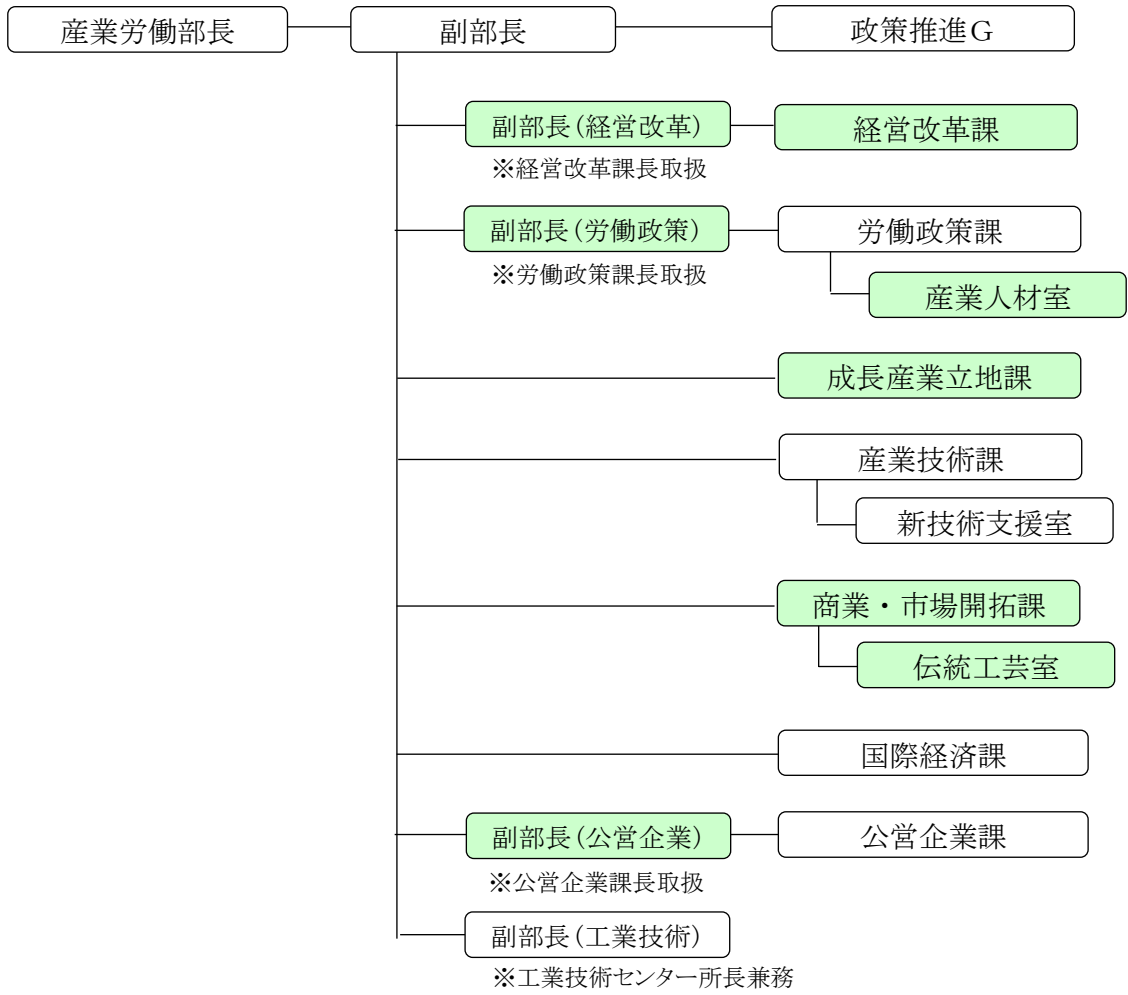 産業労働部長
副部長
政策推進G
副部長(経営改革)
経営改革課
※経営改革課長取扱
副部長(労働政策)
労働政策課
※労働政策課長取扱
産業人材室
成長産業立地課
産業技術課
新技術支援室
商業・市場開拓課
伝統工芸室
国際経済課
副部長(公営企業)
公営企業課
※公営企業課長取扱
副部長(工業技術)
※工業技術センター所長兼務